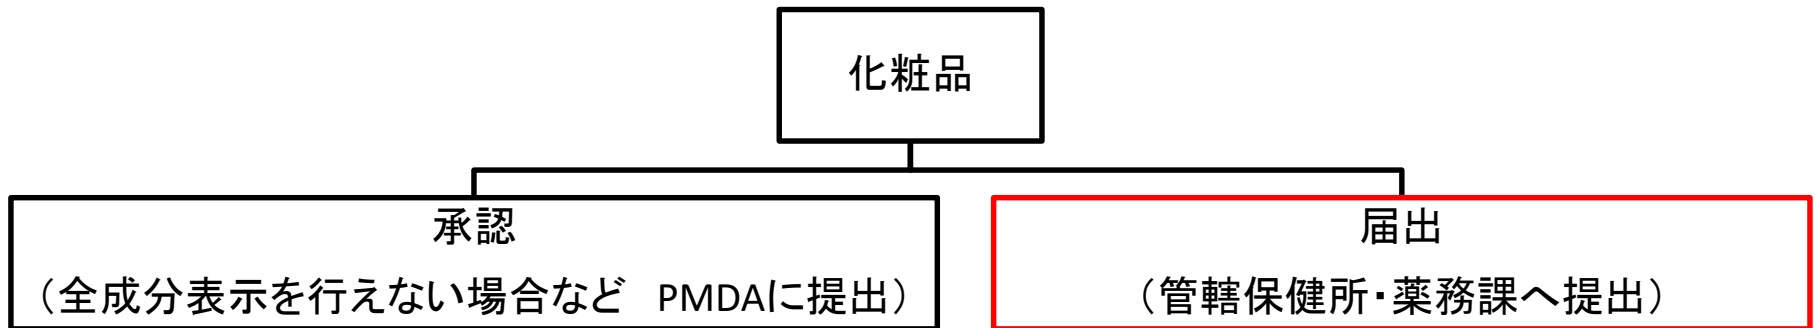 化粧品
承認
（全成分表示を行えない場合など　PMDAに提出）
届出
（管轄保健所・薬務課へ提出）